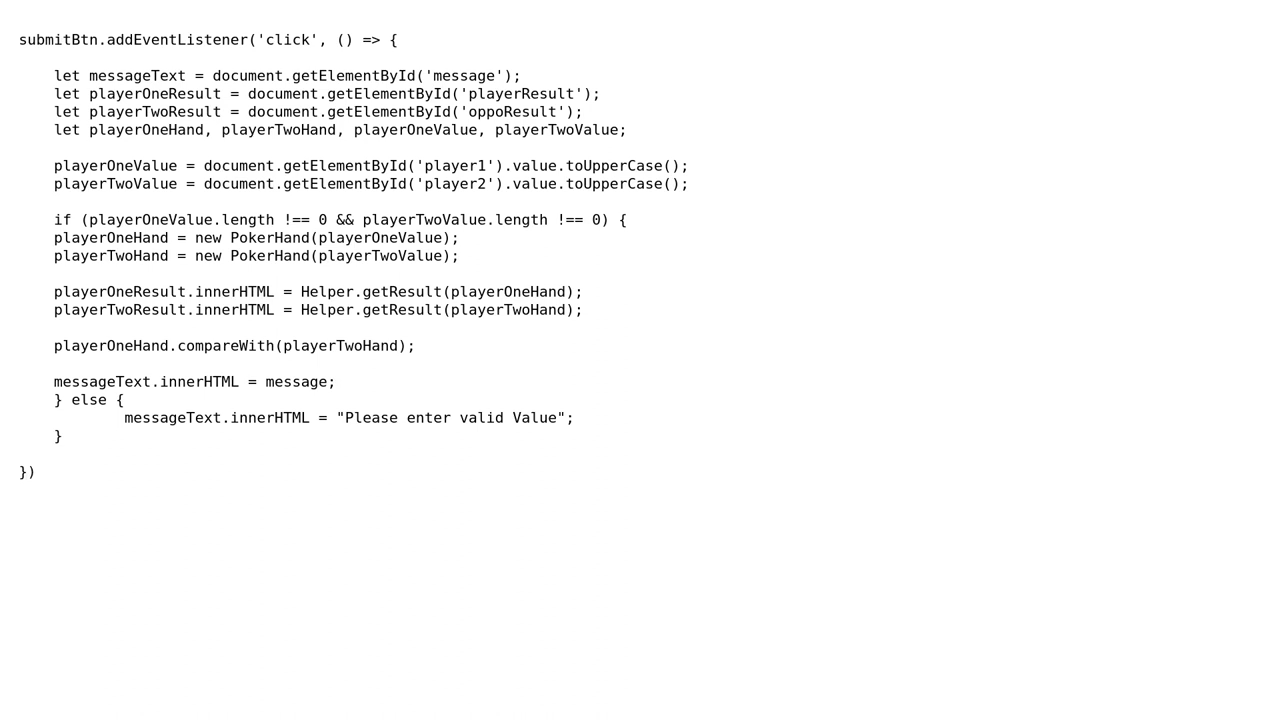 submitBtn.addEventListener('click', () => {
    let messageText = document.getElementById('message');
    let playerOneResult = document.getElementById('playerResult');
    let playerTwoResult = document.getElementById('oppoResult');
    let playerOneHand, playerTwoHand, playerOneValue, playerTwoValue;
    playerOneValue = document.getElementById('player1').value.toUpperCase();
    playerTwoValue = document.getElementById('player2').value.toUpperCase();
    if (playerOneValue.length !== 0 && playerTwoValue.length !== 0) {
    playerOneHand = new PokerHand(playerOneValue);
    playerTwoHand = new PokerHand(playerTwoValue);
    playerOneResult.innerHTML = Helper.getResult(playerOneHand);
    playerTwoResult.innerHTML = Helper.getResult(playerTwoHand);
    playerOneHand.compareWith(playerTwoHand);
    messageText.innerHTML = message;
    } else {
            messageText.innerHTML = "Please enter valid Value";
    }
})